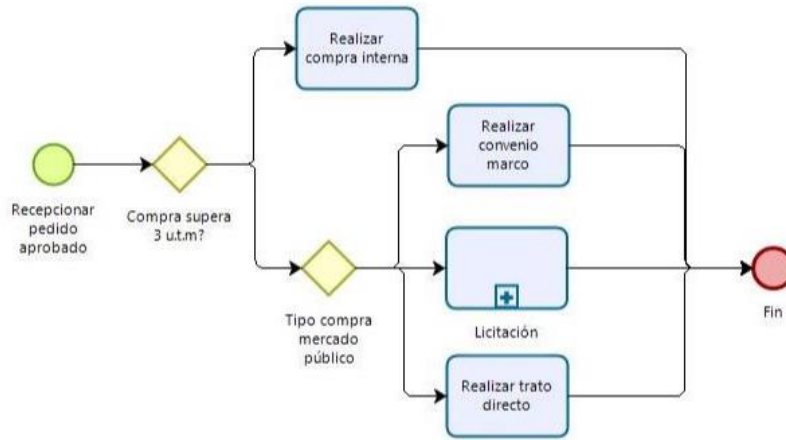 Realizar
compra interna
Realizar
convenio
marco
Recepcionar
pedido
aprobado
Compra supera
3 u.t.m?
Tipo compra
mercado
público
Licitación
Fin
Realizar trato
directo